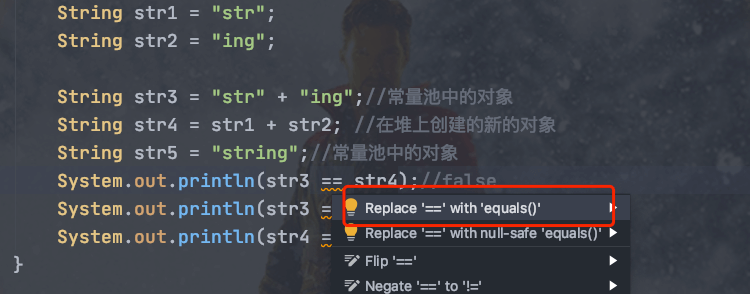 String str1 = "str";
String str2 = "ing";
String str3 = "str" + "ing";//常量池中的对象
String str4 = str1 + str2; //在堆上创建的新的对象
String str5 = "string";//常量池中的对象
System.out.println(str3 == str4);//false
System.out.println(str3 =
Replace '==' with 'equals()'
System.out.println(str4 =
Replace '==' with null-safe 'equals()'
}
Flip '=='
Negate '==' to '!='